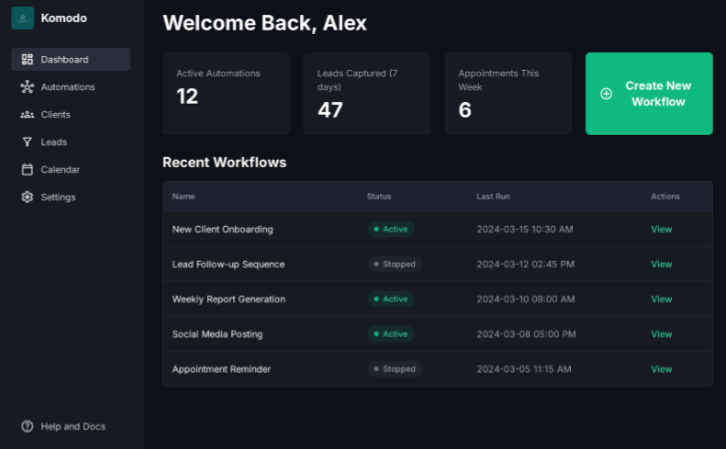 Komodo
Dashboard
Automations
Clients
Leads
Calendar
Settings
Help and Docs
Welcome Back, Alex
Active Automations
12
Leads Captured (7
days)
47
Appointments This
Week
6
Create New
Workflow
Recent Workflows
Name Status Last Run Actions
New Client Onboarding Active 2024-03-15 10:30 AM View
Lead Follow-up Sequence Stopped 2024-03-12 02:45 PM View
Weekly Report Generation Active 2024-03-10 09:00 AM View
Social Media Posting Active 2024-03-08 05:00 PM View
Appointment Reminder Stopped 2024-03-05 11:15 AM View